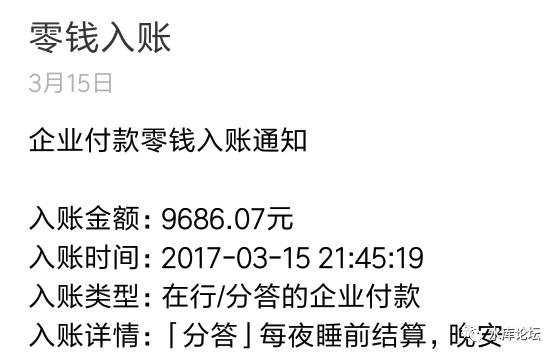 零钱入账
3月15日
企业付款零钱入账通知
入账金额：9686.07元
入账时间：2017-03-15 21:45:19
入账类型：在行/分答的企业付款
入账详情：「分答」每夜睡前结算，晚安
水库论坛